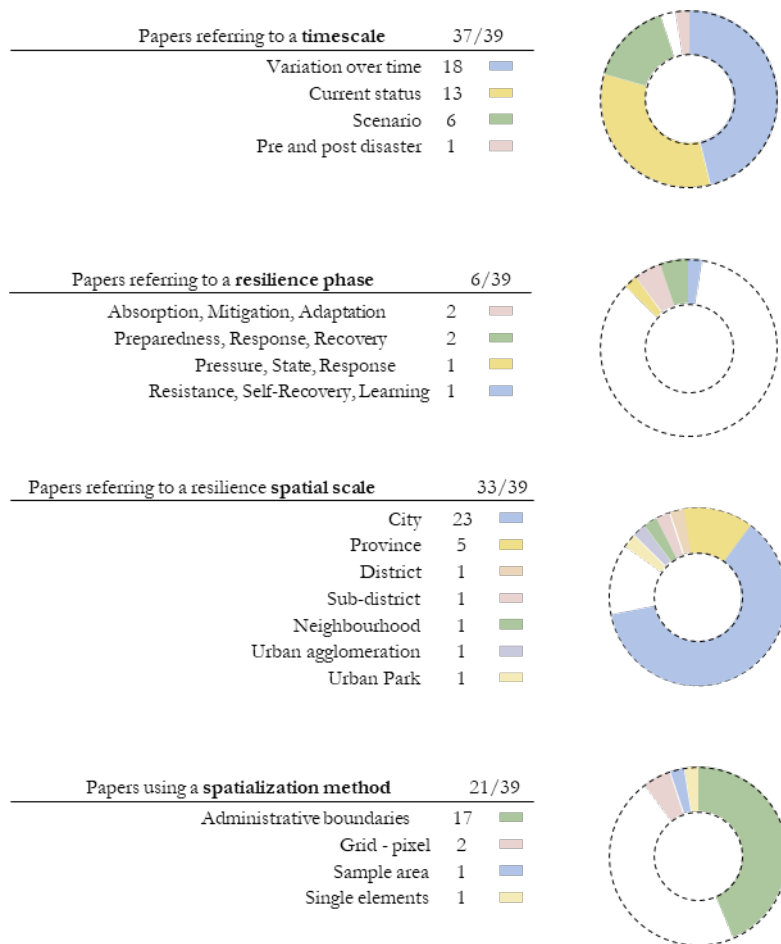 Papers referring to a timescale 37/39
Variation over time 18
Current status 13
Scenario 6
Pre and post disaster 1
Papers referring to a resilience phase 6/39
Absorption, Mitigation, Adaptation 2
Preparedness, Response, Recovery 2
Pressure, State, Response 1
Resistance, Self-Recovery, Learning 1
Papers referring to a resilience spatial scale 33/39
City 23
Province 5
District 1
Sub-district 1
Neighbourhood 1
Urban agglomeration 1
Urban Park 1
Papers using a spatialization method 21/39
Administrative boundaries 17
Grid - pixel 2
Sample area 1
Single elements 1